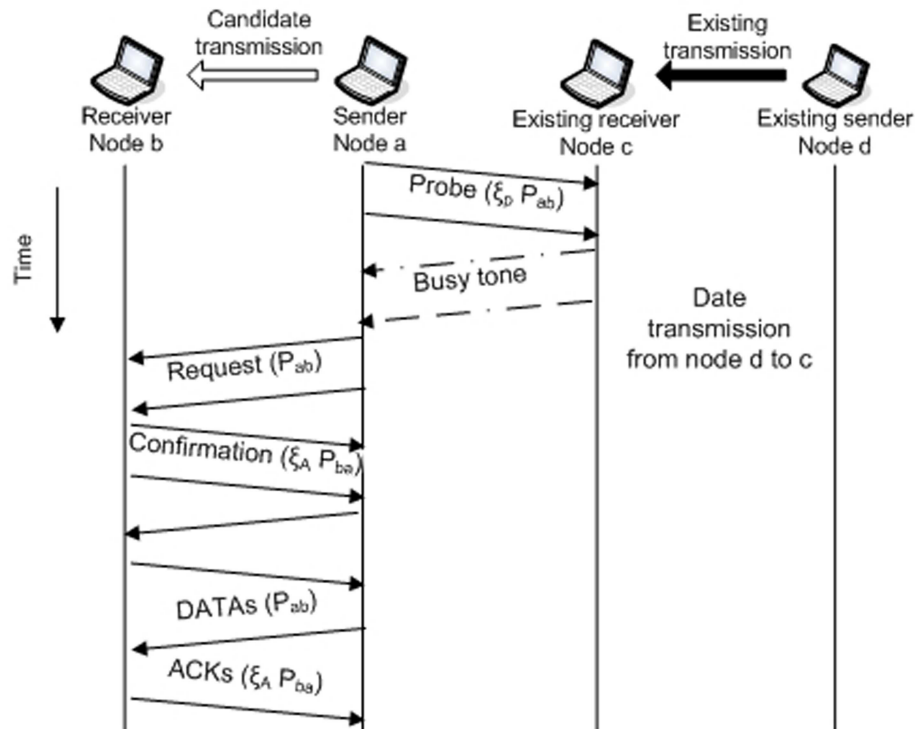 Candidate
transmission
Existing
transmission
Receiver
Node b
Sender
Node a
Existing receiver
Node c
Existing sender
Node d
Time
Probe (ξp Pab)
Busy tone
Date
transmission
from node d to c
Request (Pab)
Confirmation (ξA Pba)
DATAs (Pab)
ACKs (ξA Pba)